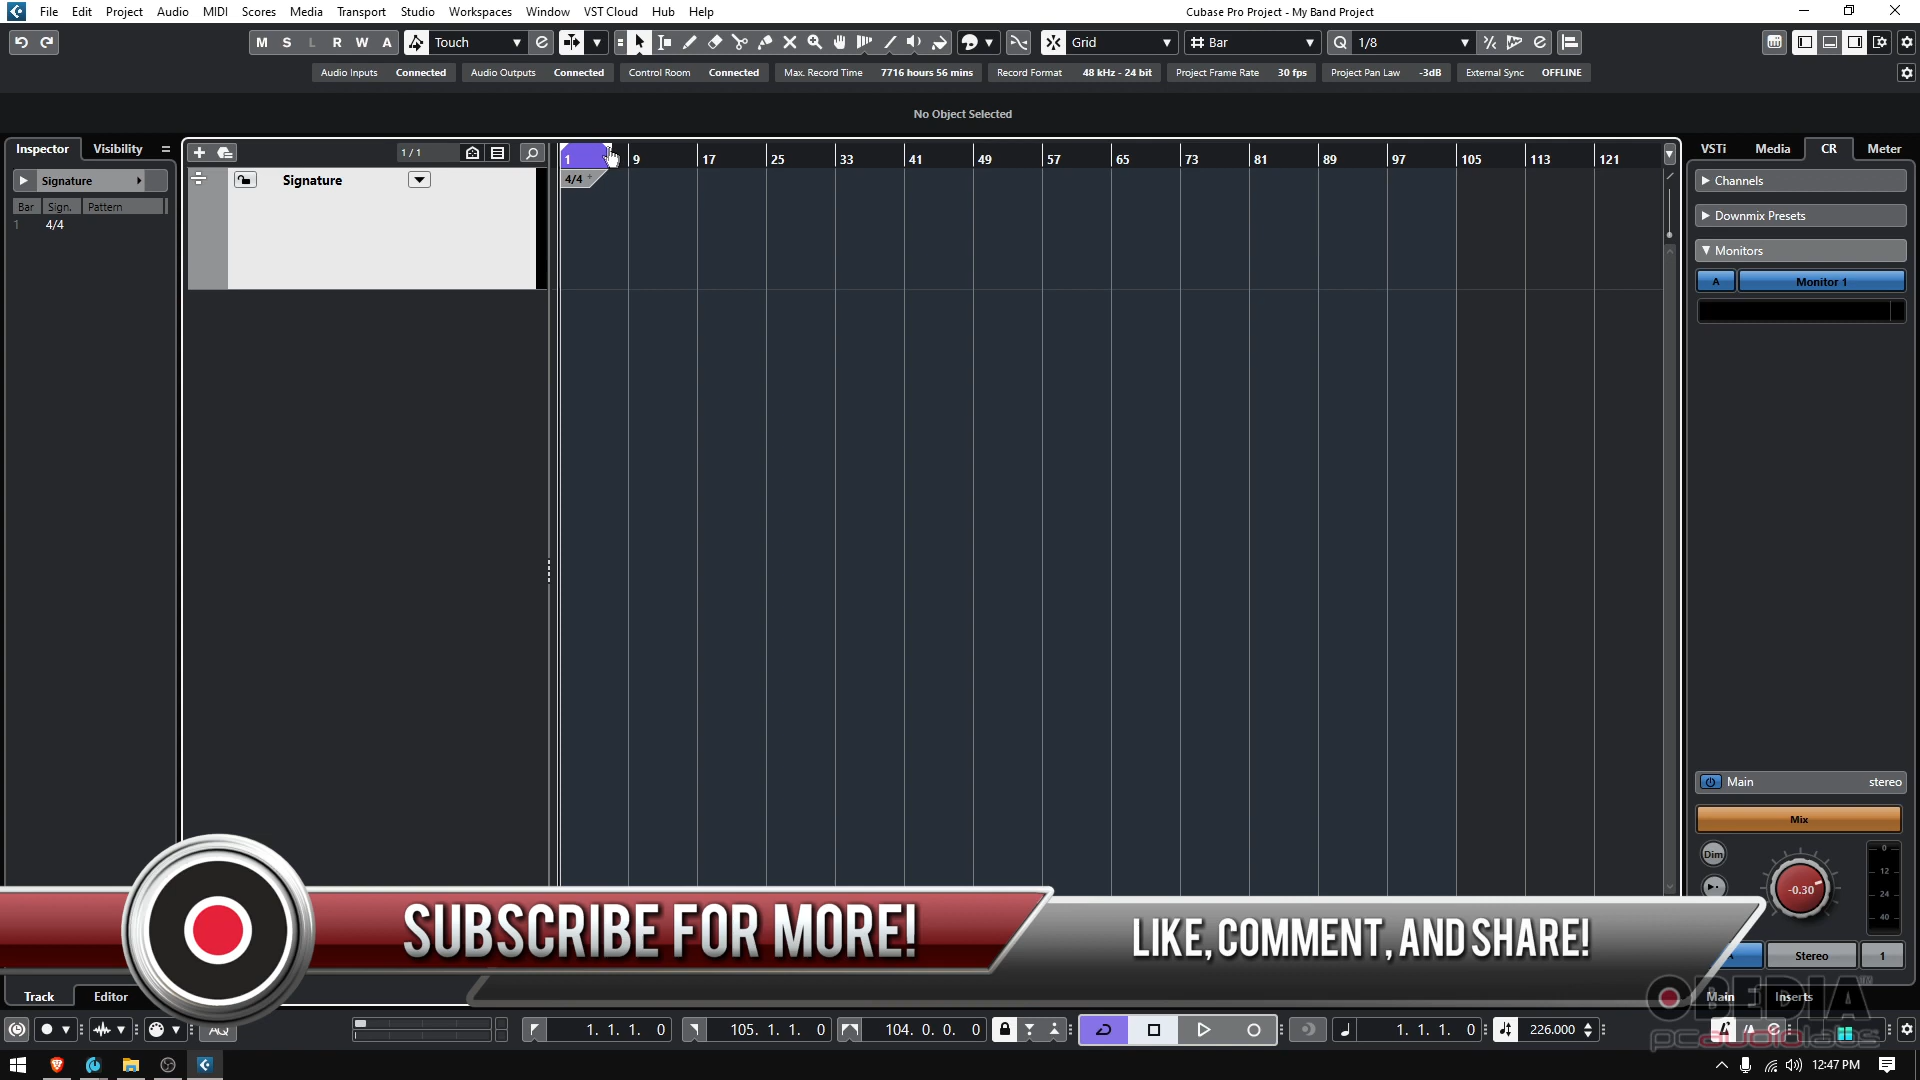 File Edit Project Audio MIDI Scores Media Transport Studio Workspaces Window VST Cloud Hub Help
Cubase Pro Project - My Band Project
M S L R W A Touch Grid Bar Q 1/8
Audio Inputs Connected Audio Outputs Connected Control Room Connected Max. Record Time 7716 hours 56 mins Record Format 48 kHz - 24 bit Project Frame Rate 30 fps Project Pan Law -3dB External Sync OFFLINE
No Object Selected
Inspector Visibility
1 / 1
1 9 17 25 33 41 49 57 65 73 81 89 97 105 113 121
VSTi Media CR Meter
Signature
Signature
4/4
Channels
Bar Sign. Pattern
1 4/4
Downmix Presets
Monitors
A Monitor 1
Main stereo
Mix
Dim
-0.30
0
12
24
40
SUBSCRIBE FOR MORE!
LIKE, COMMENT, AND SHARE!
Stereo 1
Track Editor
Main Inserts
OBEDIA
pcaudiolabs
AQ
1. 1. 1. 0
105. 1. 1. 0
104. 0. 0. 0
1. 1. 1. 0
226.000
12:47 PM